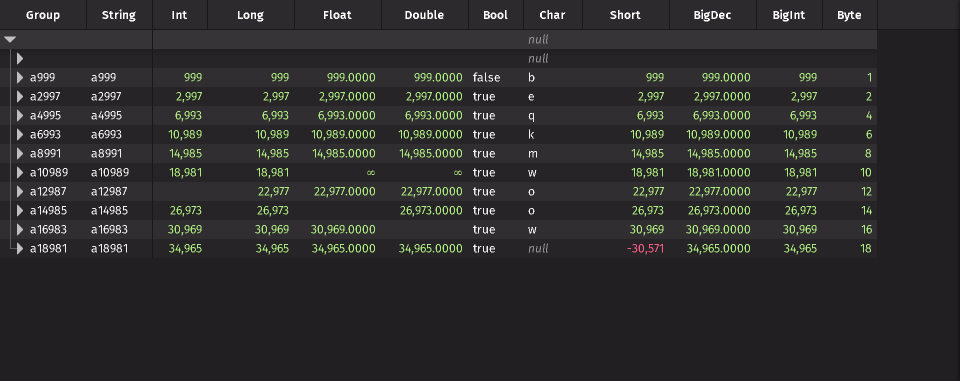 Group String Int Long Float Double Bool Char Short BigDec BigInt Byte
null
null
a999 a999 999 999 999.0000 999.0000 false b 999 999.0000 999 1
a2997 a2997 2,997 2,997 2,997.0000 2,997.0000 true e 2,997 2,997.0000 2,997 2
a4995 a4995 6,993 6,993 6,993.0000 6,993.0000 true q 6,993 6,993.0000 6,993 4
a6993 a6993 10,989 10,989 10,989.0000 10,989.0000 true k 10,989 10,989.0000 10,989 6
a8991 a8991 14,985 14,985 14,985.0000 14,985.0000 true m 14,985 14,985.0000 14,985 8
a10989 a10989 18,981 18,981 ∞ ∞ true w 18,981 18,981.0000 18,981 10
a12987 a12987 22,977 22,977.0000 22,977.0000 true o 22,977 22,977.0000 22,977 12
a14985 a14985 26,973 26,973 26,973.0000 true o 26,973 26,973.0000 26,973 14
a16983 a16983 30,969 30,969 30,969.0000 true w 30,969 30,969.0000 30,969 16
a18981 a18981 34,965 34,965 34,965.0000 34,965.0000 true null -30,571 34,965.0000 34,965 18